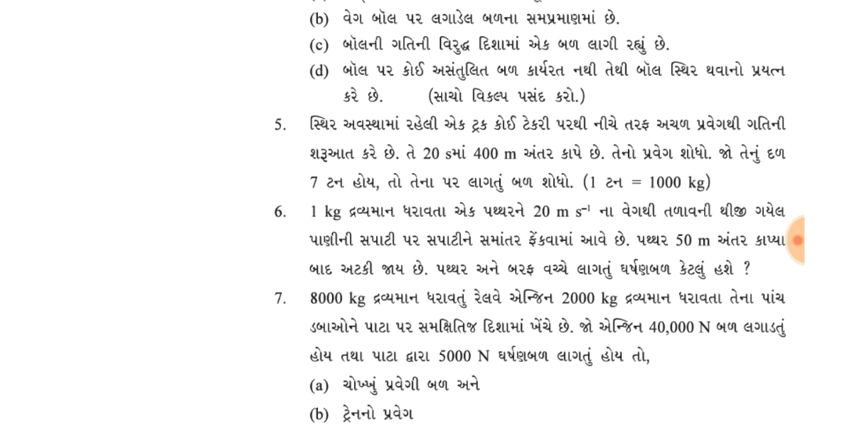 (b) વેગ બૉલ પર લગાડેલ બળના સમપ્રમાણમાં છે.
(c) બૉલની ગતિની વિરુદ્ધ દિશામાં એક બળ લાગી રહ્યું છે.
(d) બૉલ પર કોઈ અસંતુલિત બળ કાર્યરત નથી તેથી બૉલ સ્થિર થવાનો પ્રયત્ન
કરે છે. (સાચો વિકલ્પ પસંદ કરો.)
5. સ્થિર અવસ્થામાં રહેલી એક ટ્રક કોઈ ટેકરી પરથી નીચે તરફ અચળ પ્રવેગથી ગતિની
શરૂઆત કરે છે. તે 20 sમાં 400 m અંતર કાપે છે. તેનો પ્રવેગ શોધો. જો તેનું દળ
7 ટન હોય, તો તેના પર લાગતું બળ શોધો. (1 ટન = 1000 kg)
6. 1 kg દ્રવ્યમાન ધરાવતા એક પથ્થરને 20 m s⁻¹ ના વેગથી તળાવની થીજી ગયેલ
પાણીની સપાટી પર સપાટીને સમાંતર ફેંકવામાં આવે છે. પથ્થર 50 m અંતર કાપ્યા
બાદ અટકી જાય છે. પથ્થર અને બરફ વચ્ચે લાગતું ઘર્ષણબળ કેટલું હશે ?
7. 8000 kg દ્રવ્યમાન ધરાવતું રેલવે એન્જિન 2000 kg દ્રવ્યમાન ધરાવતા તેના પાંચ
ડબાઓને પાટા પર સમક્ષિતિજ દિશામાં ખેંચે છે. જો એન્જિન 40,000 N બળ લગાડતું
હોય તથા પાટા દ્વારા 5000 N ઘર્ષણબળ લાગતું હોય તો,
(a) ચોખ્ખું પ્રવેગી બળ અને
(b) ટ્રેનનો પ્રવેગ